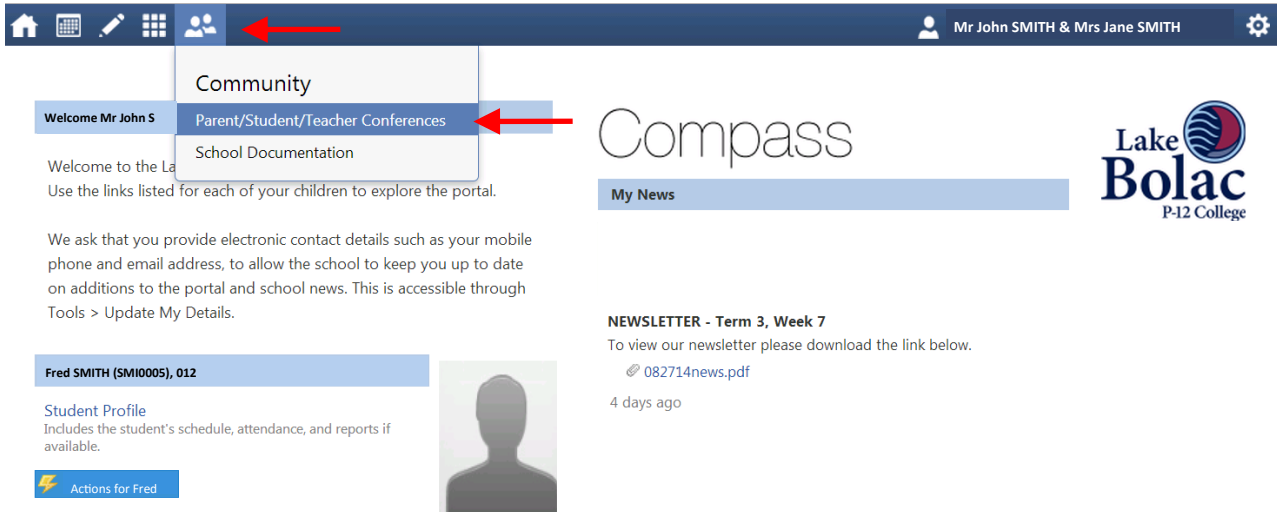 Mr John SMITH & Mrs Jane SMITH
Community
Parent/Student/Teacher Conferences
School Documentation
Welcome Mr John S
Welcome to the La
Use the links listed for each of your children to explore the portal.
We ask that you provide electronic contact details such as your mobile
phone and email address, to allow the school to keep you up to date
on additions to the portal and school news. This is accessible through
Tools > Update My Details.
Fred SMITH (SMI0005), 012
Student Profile
Includes the student's schedule, attendance, and reports if
available.
Actions for Fred
Compass
Lake
Bolac
P-12 College
My News
NEWSLETTER - Term 3, Week 7
To view our newsletter please download the link below.
082714news.pdf
4 days ago